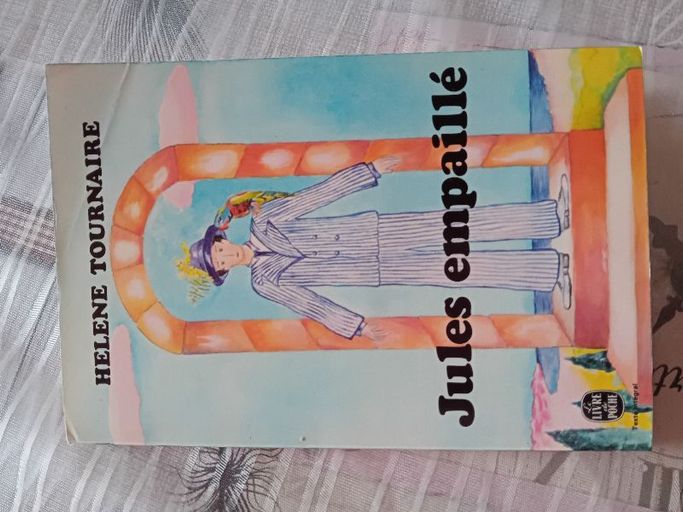 HELENE TOURNAIRE
Jules empaillé
Le
LIVRE
de
POCHE
Texte intégral